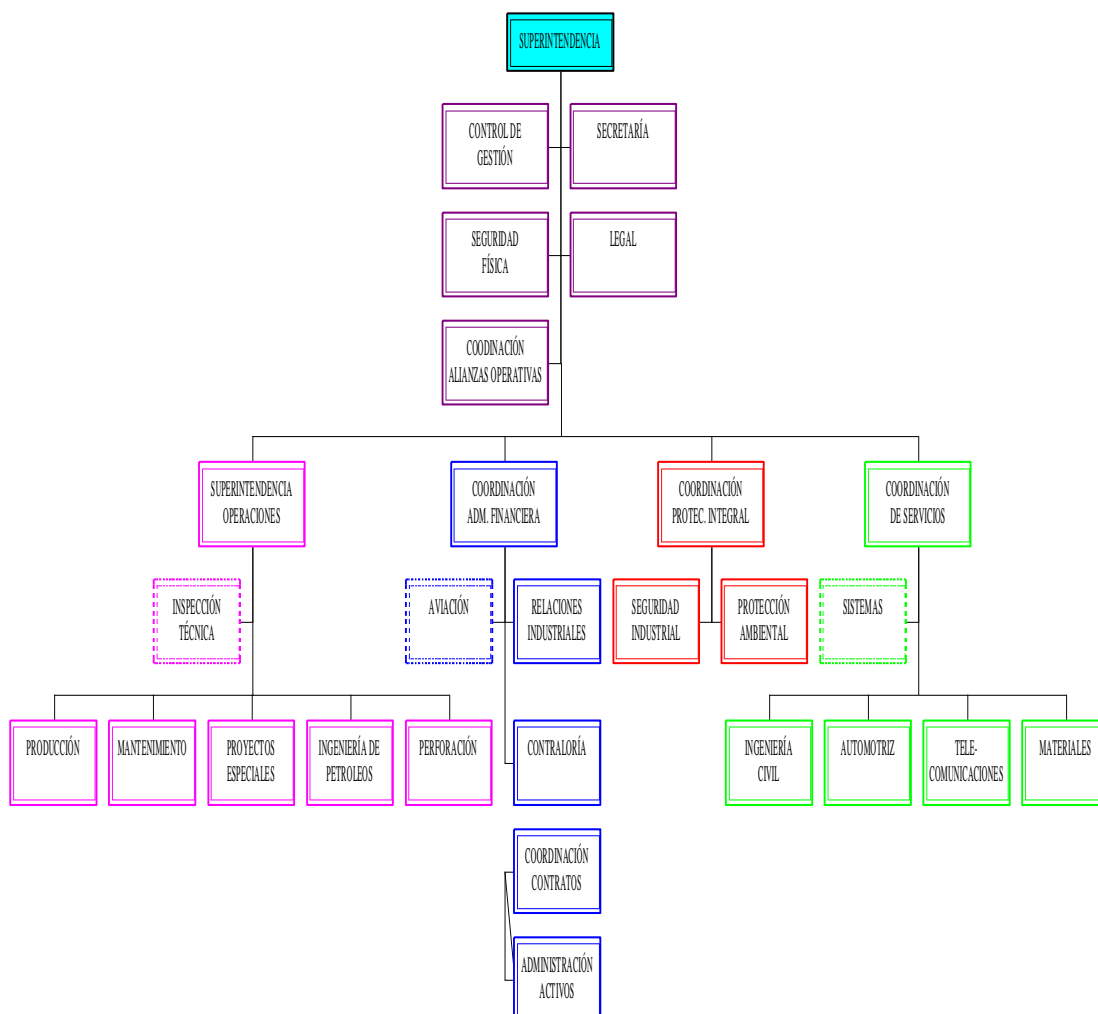 SUPERINTENDENCIA
CONTROL DE
GESTIÓN
SECRETARÍA
SEGURIDAD
FÍSICA
LEGAL
COODINACIÓN
ALIANZAS OPERATIVAS
SUPERINTENDENCIA
OPERACIONES
COORDINACIÓN
ADM. FINANCIERA
COORDINACIÓN
PROTEC. INTEGRAL
COORDINACIÓN
DE SERVICIOS
INSPECCIÓN
TÉCNICA
AVIACIÓN
RELACIONES
INDUSTRIALES
SEGURIDAD
INDUSTRIAL
PROTECCIÓN
AMBIENTAL
SISTEMAS
PRODUCCIÓN
MANTENIMIENTO
PROYECTOS
ESPECIALES
INGENIERÍA DE
PETROLEOS
PERFORACIÓN
CONTRALORÍA
INGENIERÍA
CIVIL
AUTOMOTRIZ
TELE-
COMUNICACIONES
MATERIALES
COORDINACIÓN
CONTRATOS
ADMINISTRACIÓN
ACTIVOS